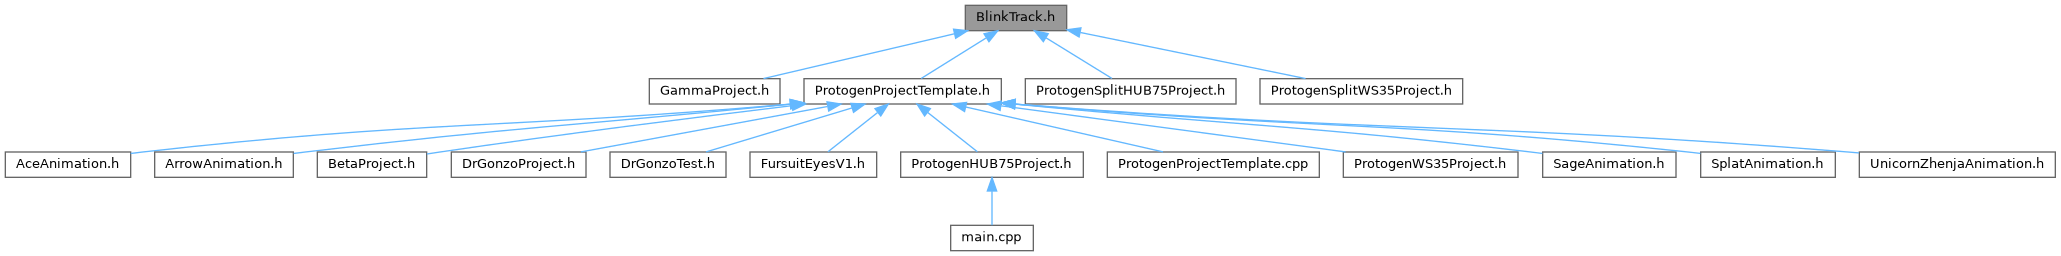 BlinkTrack.h
GammaProject.h
ProtogenProjectTemplate.h
ProtogenSplitHUB75Project.h
ProtogenSplitWS35Project.h
AceAnimation.h
ArrowAnimation.h
BetaProject.h
DrGonzoProject.h
DrGonzoTest.h
FursuitEyesV1.h
ProtogenHUB75Project.h
ProtogenProjectTemplate.cpp
ProtogenWS35Project.h
SageAnimation.h
SplatAnimation.h
UnicornZhenjaAnimation.h
main.cpp